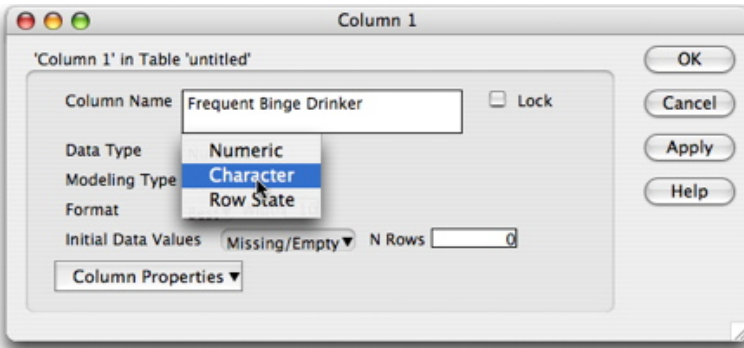 Column 1
'Column 1' in Table 'untitled'
OK
Column Name
Frequent Binge Drinker
Lock
Cancel
Data Type
Numeric
Apply
Modeling Type
Character
Help
Format
Row State
Initial Data Values
Missing/Empty▼
N Rows
0
Column Properties ▼